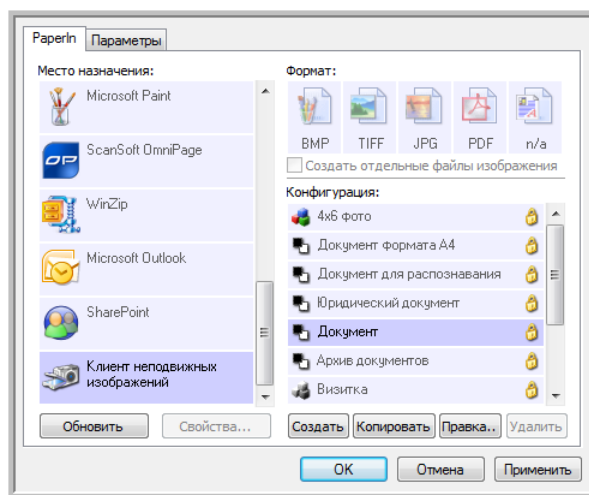 PaperIn
Параметры
Место назначения:
Формат:
Microsoft Paint
ScanSoft OmniPage
OP
WinZip
Microsoft Outlook
SharePoint
Клиент неподвижных
изображений
BMP TIFF JPG PDF n/a
Создать отдельные файлы изображения
Конфигурация:
4x6 фото
Документ формата A4
Документ для распознавания
Юридический документ
Документ
Архив документов
Визитка
Обновить
Свойства...
Создать
Копировать
Правка..
Удалить
OK
Отмена
Применить